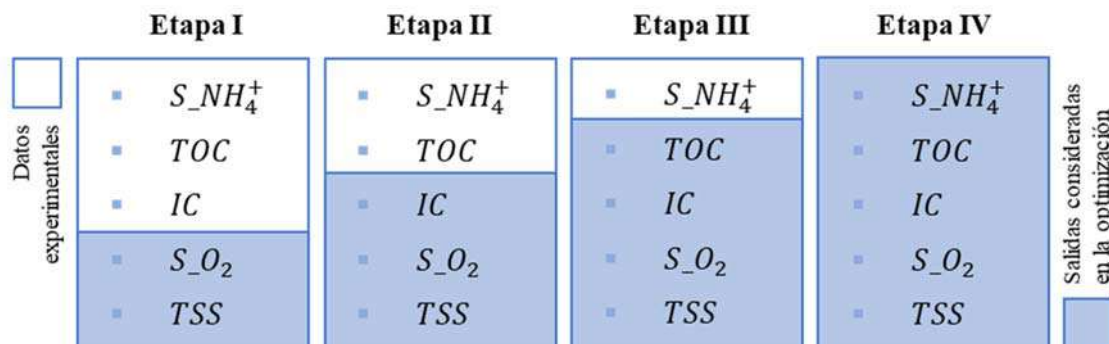 Etapa I
Etapa II
Etapa III
Etapa IV
Datos
experimentales
▪ S_NH₄⁺
▪ TOC
▪ IC
▪ S_O₂
▪ TSS
▪ S_NH₄⁺
▪ TOC
▪ IC
▪ S_O₂
▪ TSS
▪ S_NH₄⁺
▪ TOC
▪ IC
▪ S_O₂
▪ TSS
▪ S_NH₄⁺
▪ TOC
▪ IC
▪ S_O₂
▪ TSS
Salidas consideradas
en la optimización